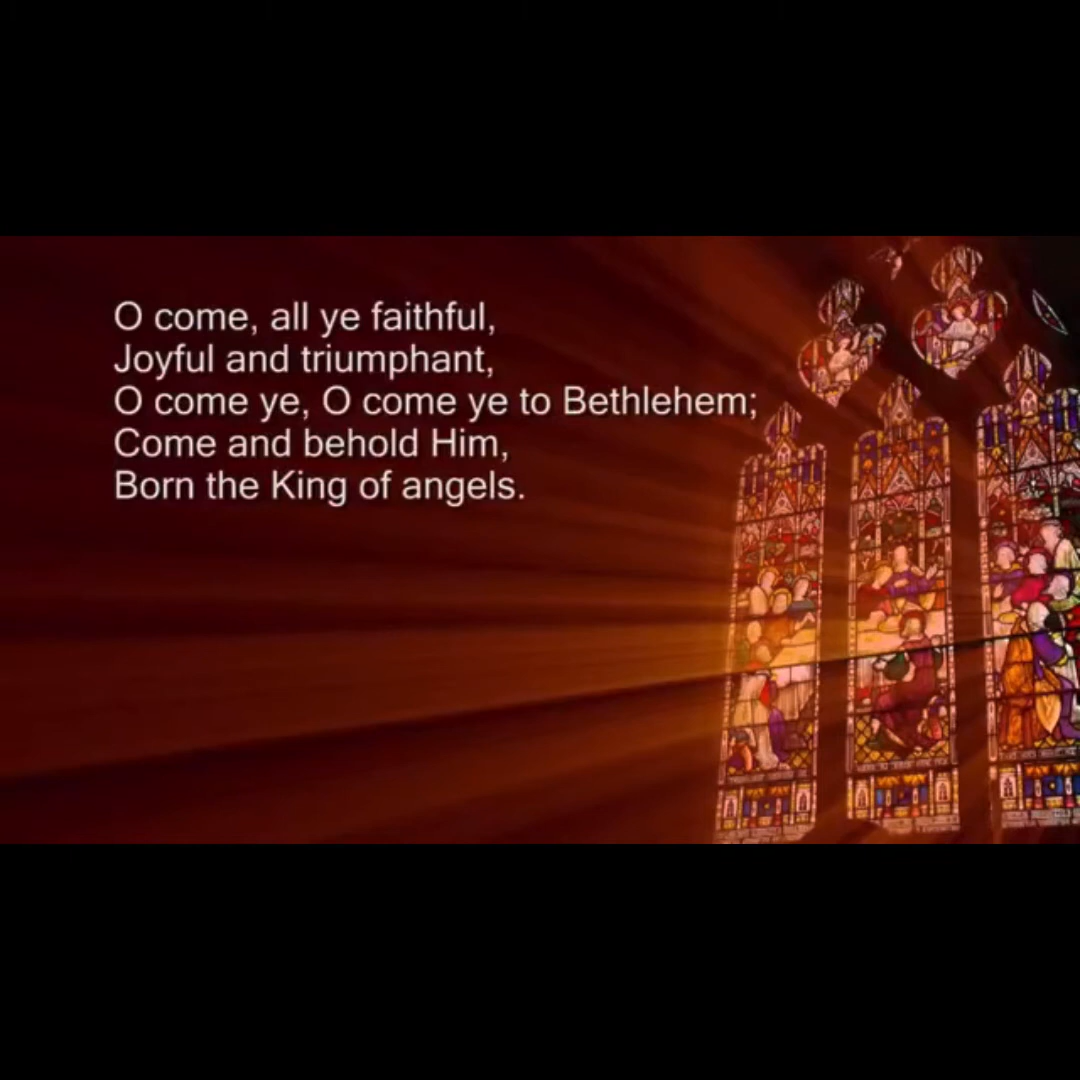 O come, all ye faithful,
Joyful and triumphant,
O come ye, O come ye to Bethlehem;
Come and behold Him,
Born the King of angels.